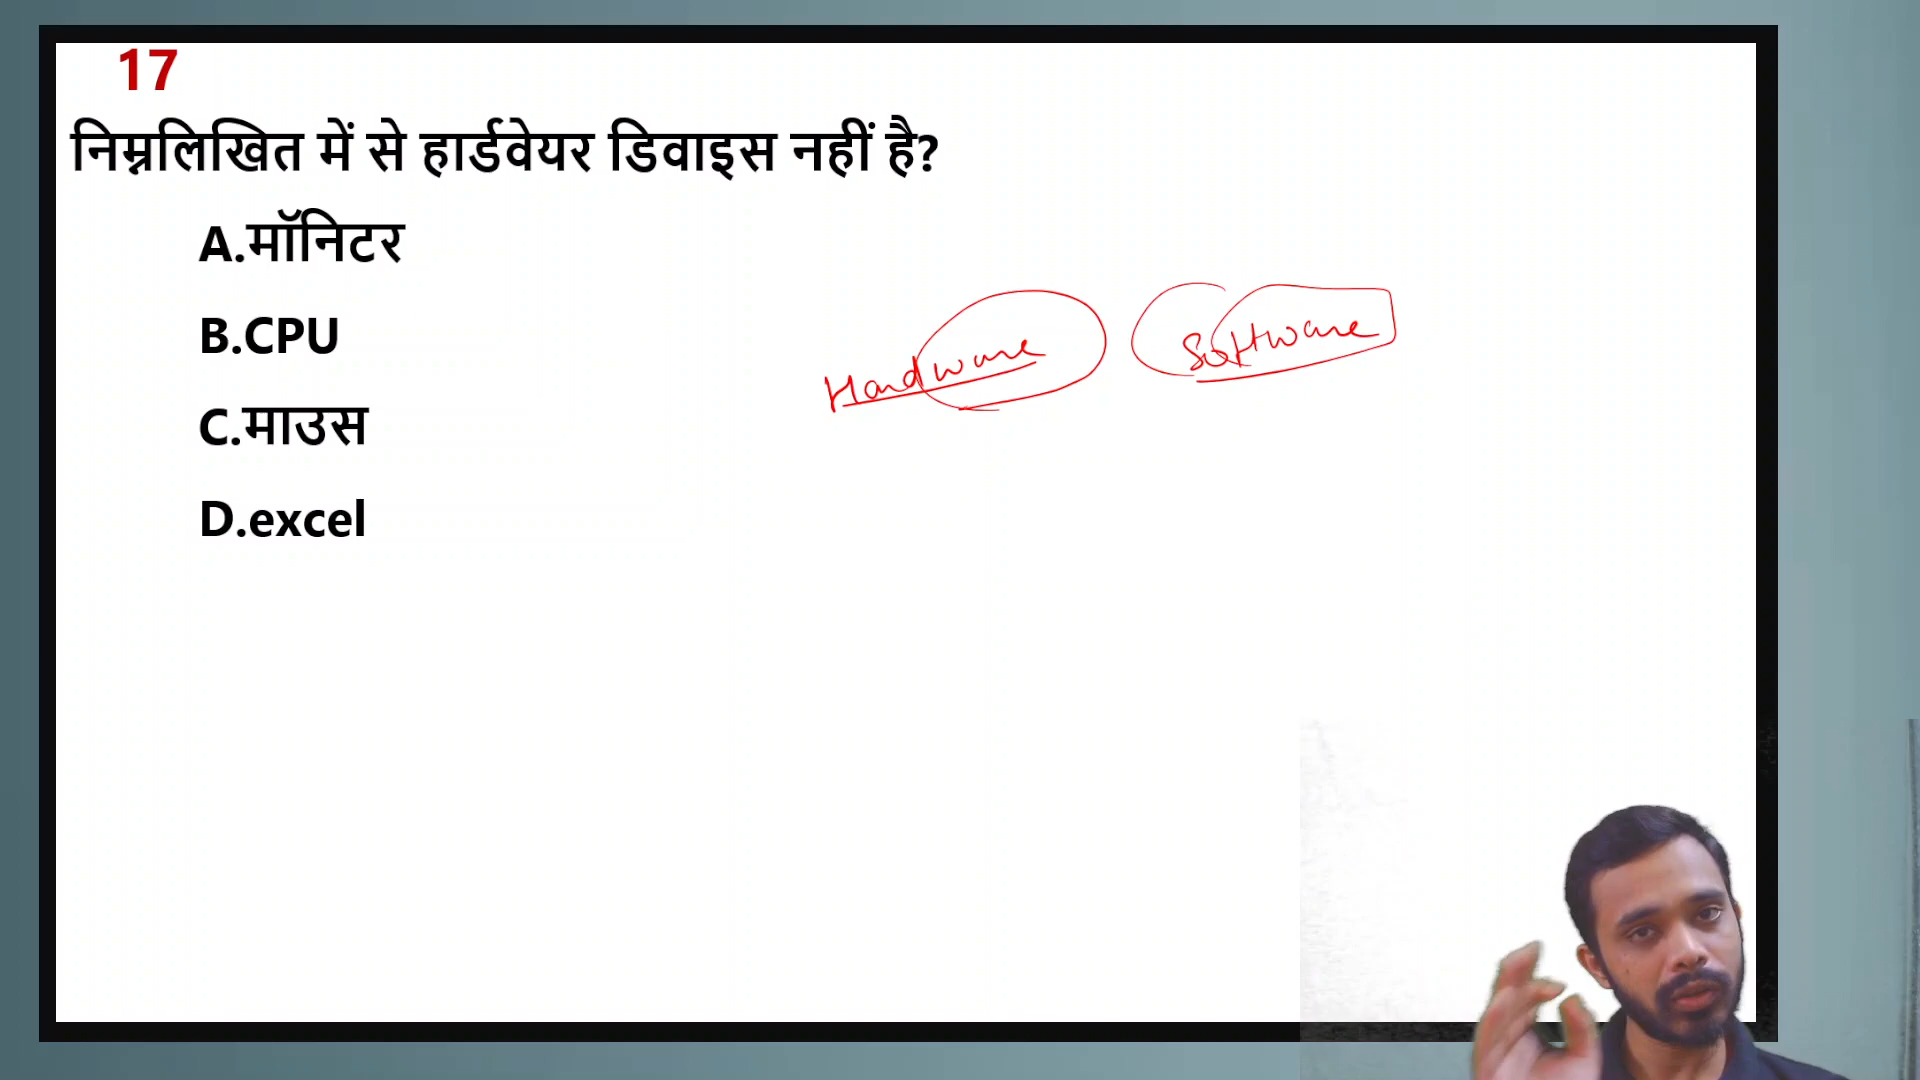 17
निम्नलिखित में से हार्डवेयर डिवाइस नहीं है?
A.मॉनिटर
B.CPU
C.माउस
D.excel
Hardware
Software